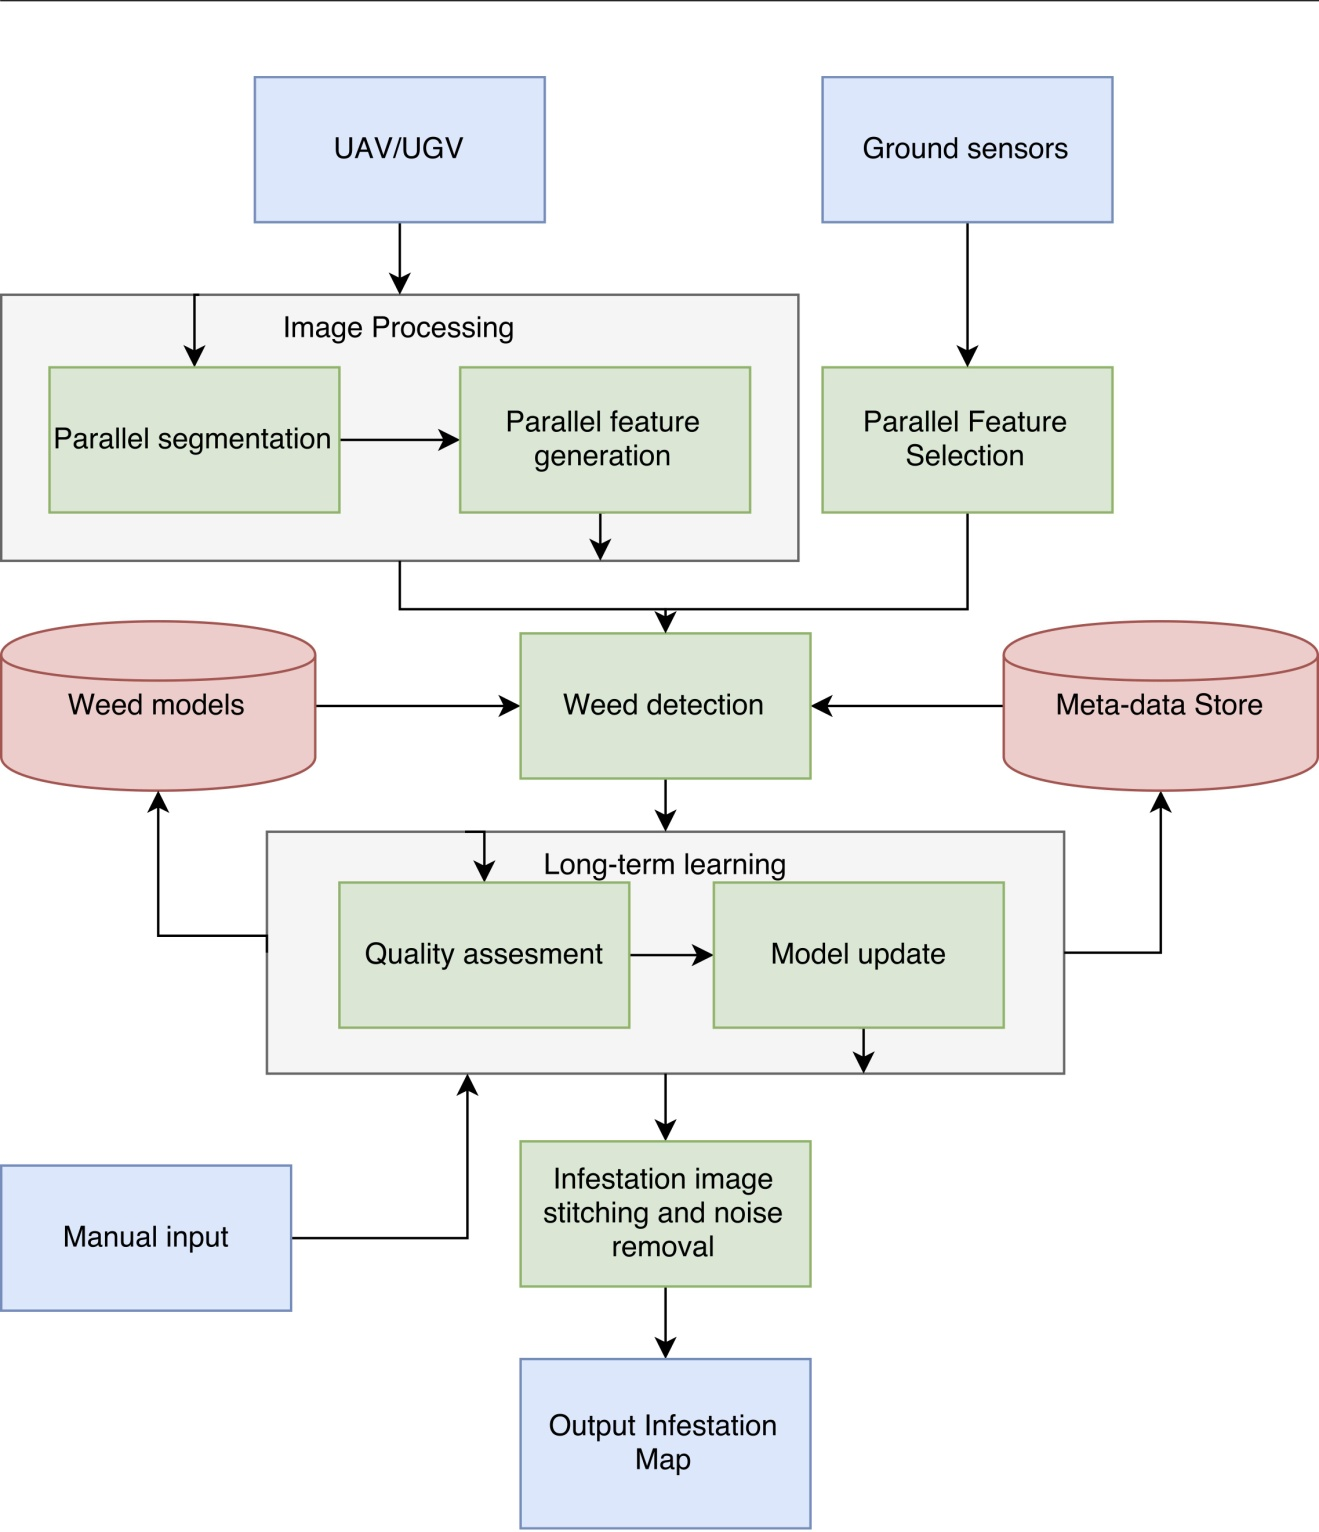 UAV/UGV
Ground sensors
Image Processing
Parallel segmentation
Parallel feature
generation
Parallel Feature
Selection
Weed models
Weed detection
Meta-data Store
Long-term learning
Quality assesment
Model update
Infestation image
stitching and noise
removal
Manual input
Output Infestation
Map